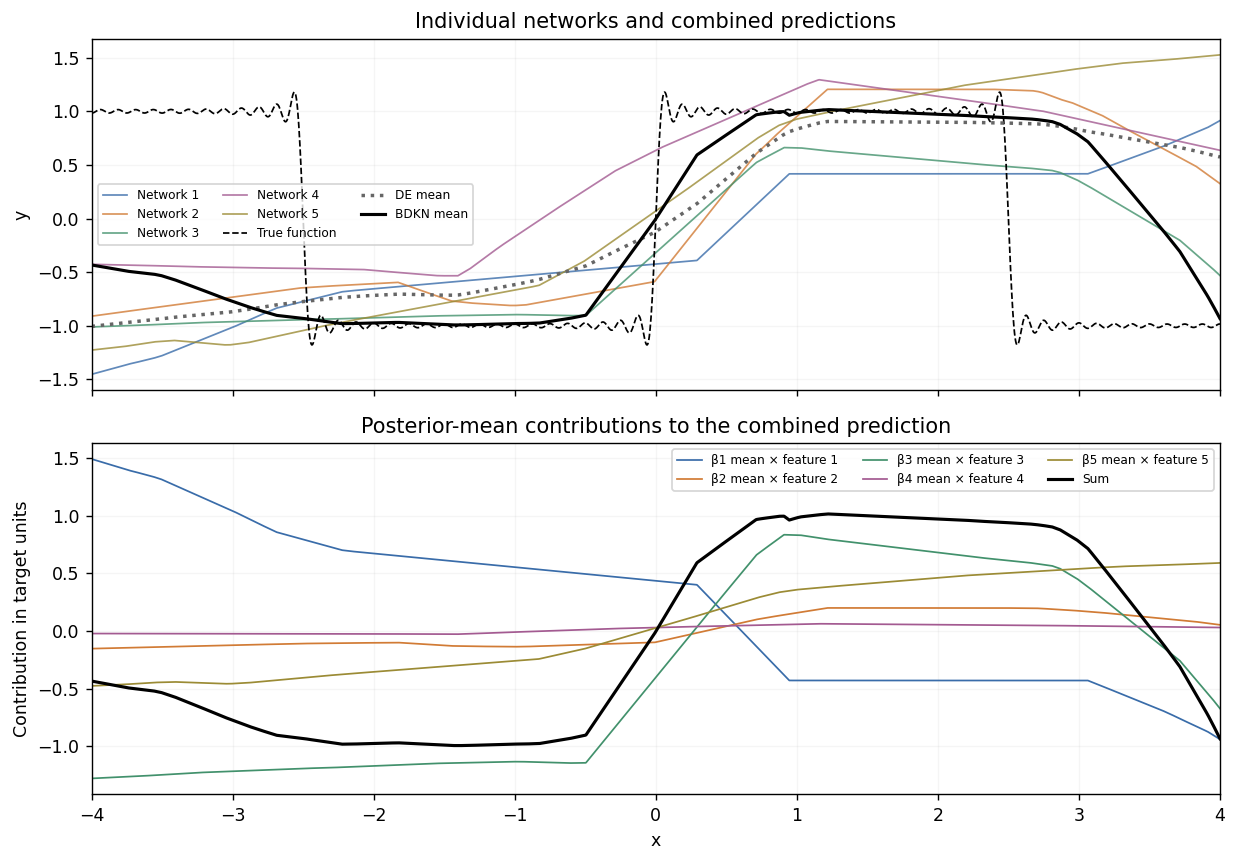 Individual networks and combined predictions
1.5
1.0
0.5
0.0
−0.5
−1.0
−1.5
y
Network 1
Network 2
Network 3
Network 4
Network 5
True function
DE mean
BDKN mean
Posterior-mean contributions to the combined prediction
1.5
1.0
0.5
0.0
−0.5
−1.0
Contribution in target units
β1 mean × feature 1
β2 mean × feature 2
β3 mean × feature 3
β4 mean × feature 4
β5 mean × feature 5
Sum
−4 −3 −2 −1 0 1 2 3 4
x